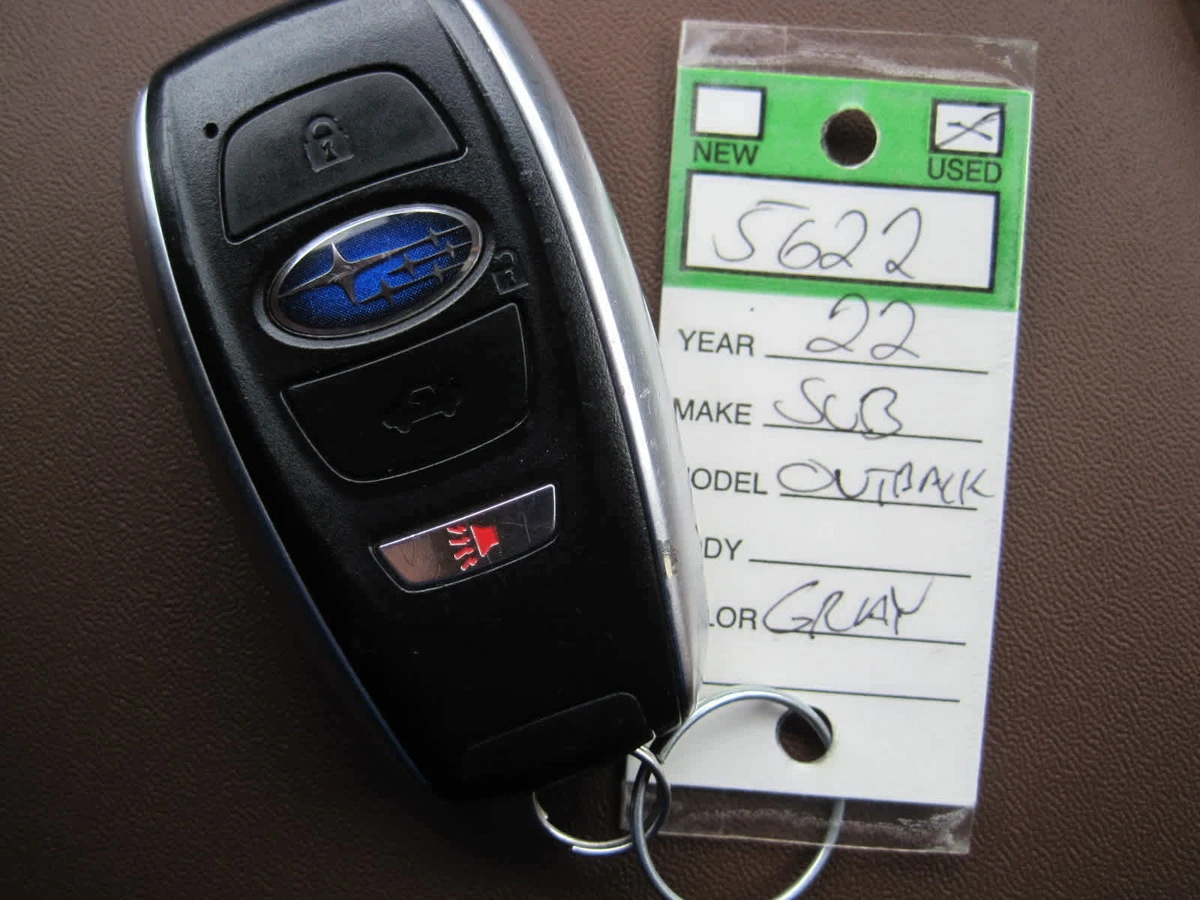 NEW USED
5622
YEAR 22
MAKE SUB
ODEL OUTBACK
DY
LOR GRAY